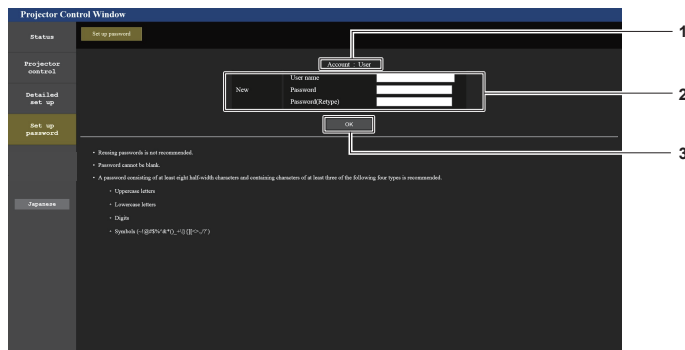 Projector Control Window
Status
Set up password
1
Projector
control
Account : User
User name
New
Password
Password(Retype)
2
Detailed
set up
Set up
password
OK
3
• Reusing passwords is not recommended.
• Password cannot be blank.
• A password consisting of at least eight half-width characters and containing characters of at least three of the following four types is recommended.
• Uppercase letters
• Lowercase letters
• Digits
• Symbols
Japanese